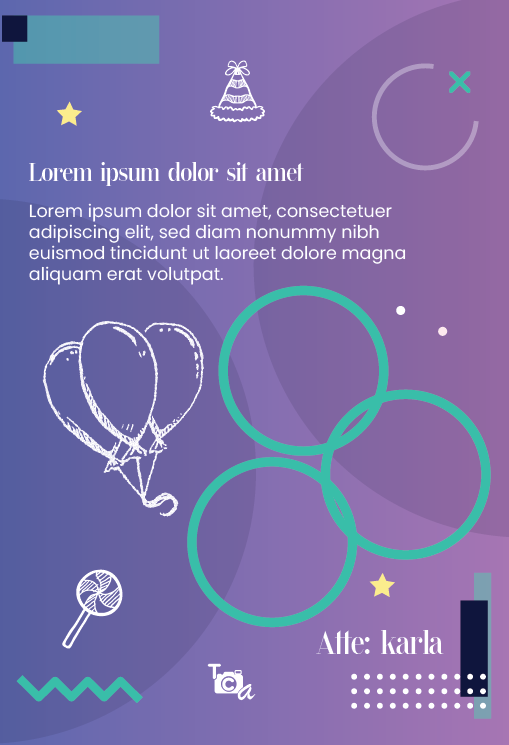 Lorem ipsum dolor sit amet
Lorem ipsum dolor sit amet, consectetuer
adipiscing elit, sed diam nonummy nibh
euismod tincidunt ut laoreet dolore magna
aliquam erat volutpat.
Atte: karla
T C a